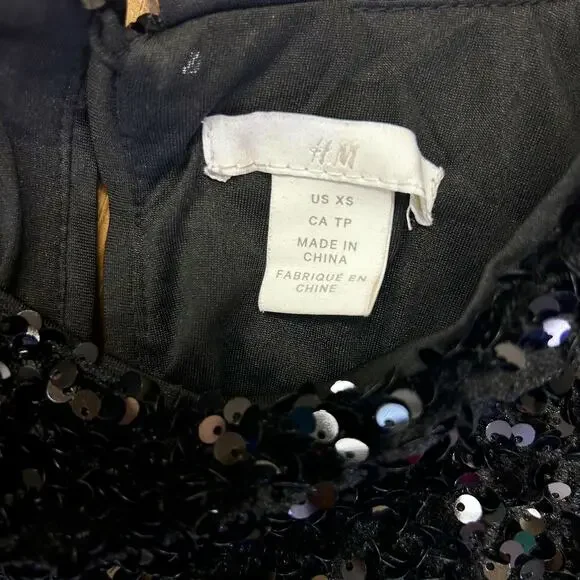 H&M
US XS
CA TP
MADE IN
CHINA
FABRIQUÉ EN
CHINE